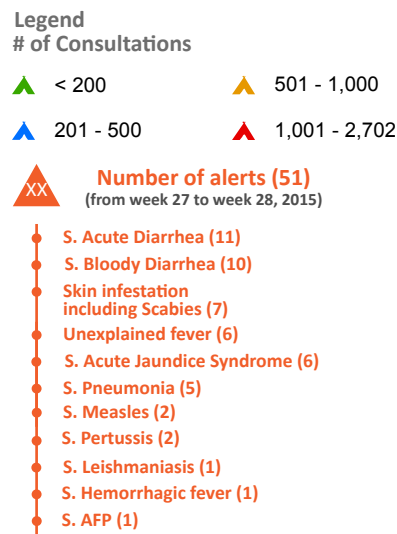 Legend
# of Consultations
< 200
501 - 1,000
201 - 500
1,001 - 2,702
XX
Number of alerts (51)
(from week 27 to week 28, 2015)
S. Acute Diarrhea (11)
S. Bloody Diarrhea (10)
Skin infestation
including Scabies (7)
Unexplained fever (6)
S. Acute Jaundice Syndrome (6)
S. Pneumonia (5)
S. Measles (2)
S. Pertussis (2)
S. Leishmaniasis (1)
S. Hemorrhagic fever (1)
S. AFP (1)